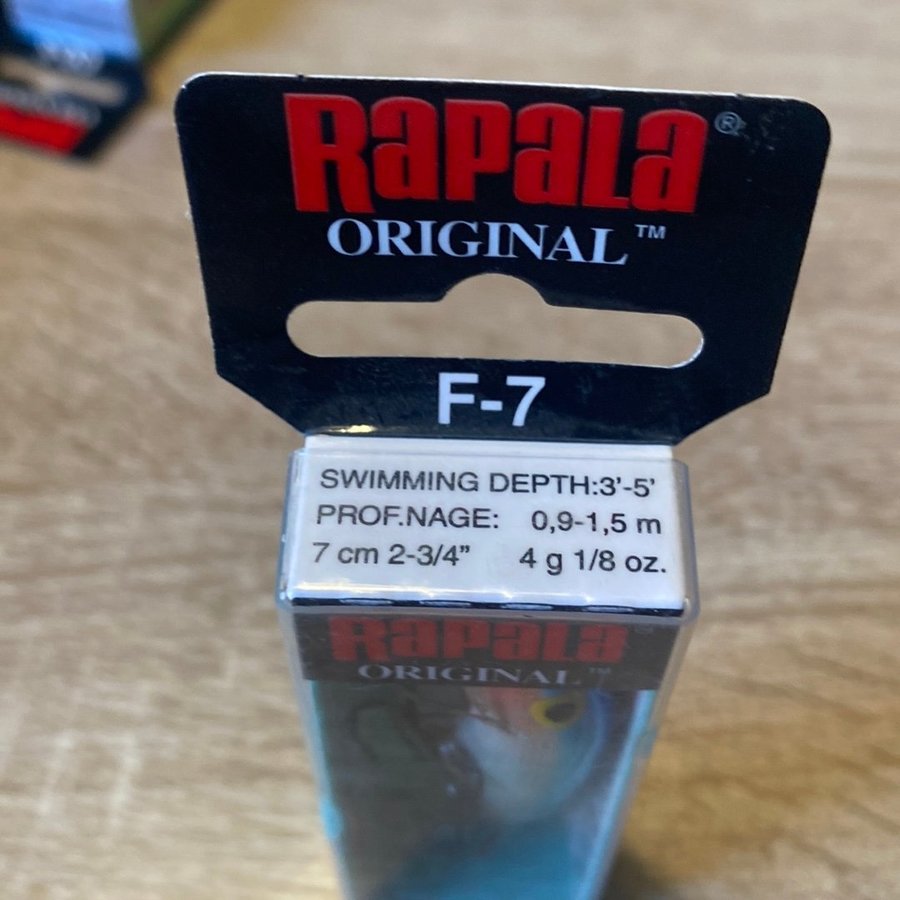 RAPALA®
ORIGINAL™
F-7
SWIMMING DEPTH:3'-5'
PROF.NAGE: 0,9-1,5 m
7 cm 2-3/4” 4 g 1/8 oz.
RAPALA
ORIGINAL™